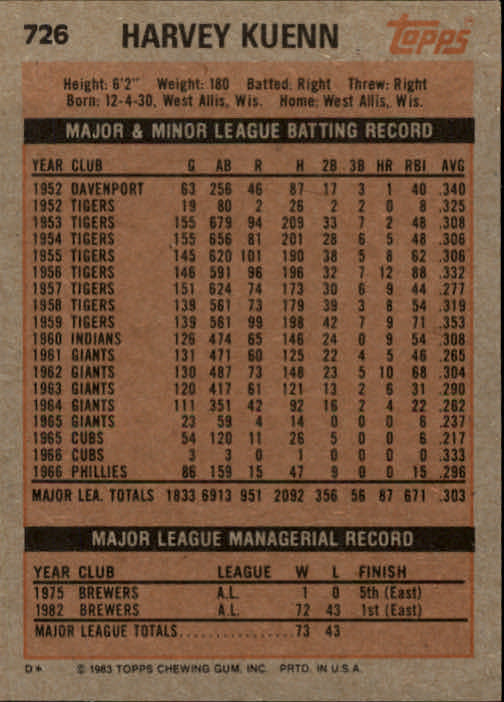 726 HARVEY KUENN Topps
Height: 6'2" Weight: 180 Batted: Right Threw: Right
Born: 12-4-30, West Allis, Wis. Home: West Allis, Wis.
MAJOR & MINOR LEAGUE BATTING RECORD
YEAR CLUB G AB R H 2B 3B HR RBI AVG
1952 DAVENPORT 63 256 46 87 17 3 1 40 .340
1952 TIGERS 19 80 2 26 2 2 0 8 .325
1953 TIGERS 155 679 94 209 33 7 2 48 .308
1954 TIGERS 155 656 81 201 28 6 5 48 .306
1955 TIGERS 145 620 101 190 38 5 8 62 .306
1956 TIGERS 146 591 96 196 32 7 12 88 .332
1957 TIGERS 151 624 74 173 30 6 9 44 .277
1958 TIGERS 139 561 73 179 39 3 8 54 .319
1959 TIGERS 139 561 99 198 42 7 9 71 .353
1960 INDIANS 126 474 65 146 24 0 9 54 .308
1961 GIANTS 131 471 60 125 22 4 5 46 .265
1962 GIANTS 130 487 73 148 23 5 10 68 .304
1963 GIANTS 120 417 61 121 13 2 6 31 .290
1964 GIANTS 111 351 42 92 16 2 4 22 .262
1965 GIANTS 23 59 4 14 0 0 0 6 .237
1965 CUBS 54 120 11 26 5 0 0 6 .217
1966 CUBS 3 3 0 1 0 0 0 0 .333
1966 PHILLIES 86 159 15 47 9 0 0 15 .296
MAJOR LEA. TOTALS 1833 6913 951 2092 356 56 87 671 .303
MAJOR LEAGUE MANAGERIAL RECORD
YEAR CLUB LEAGUE W L FINISH
1975 BREWERS A.L. 1 0 5th (East)
1982 BREWERS A.L. 72 43 1st (East)
MAJOR LEAGUE TOTALS.................. 73 43
D* © 1983 TOPPS CHEWING GUM, INC. PRTD. IN U.S.A.